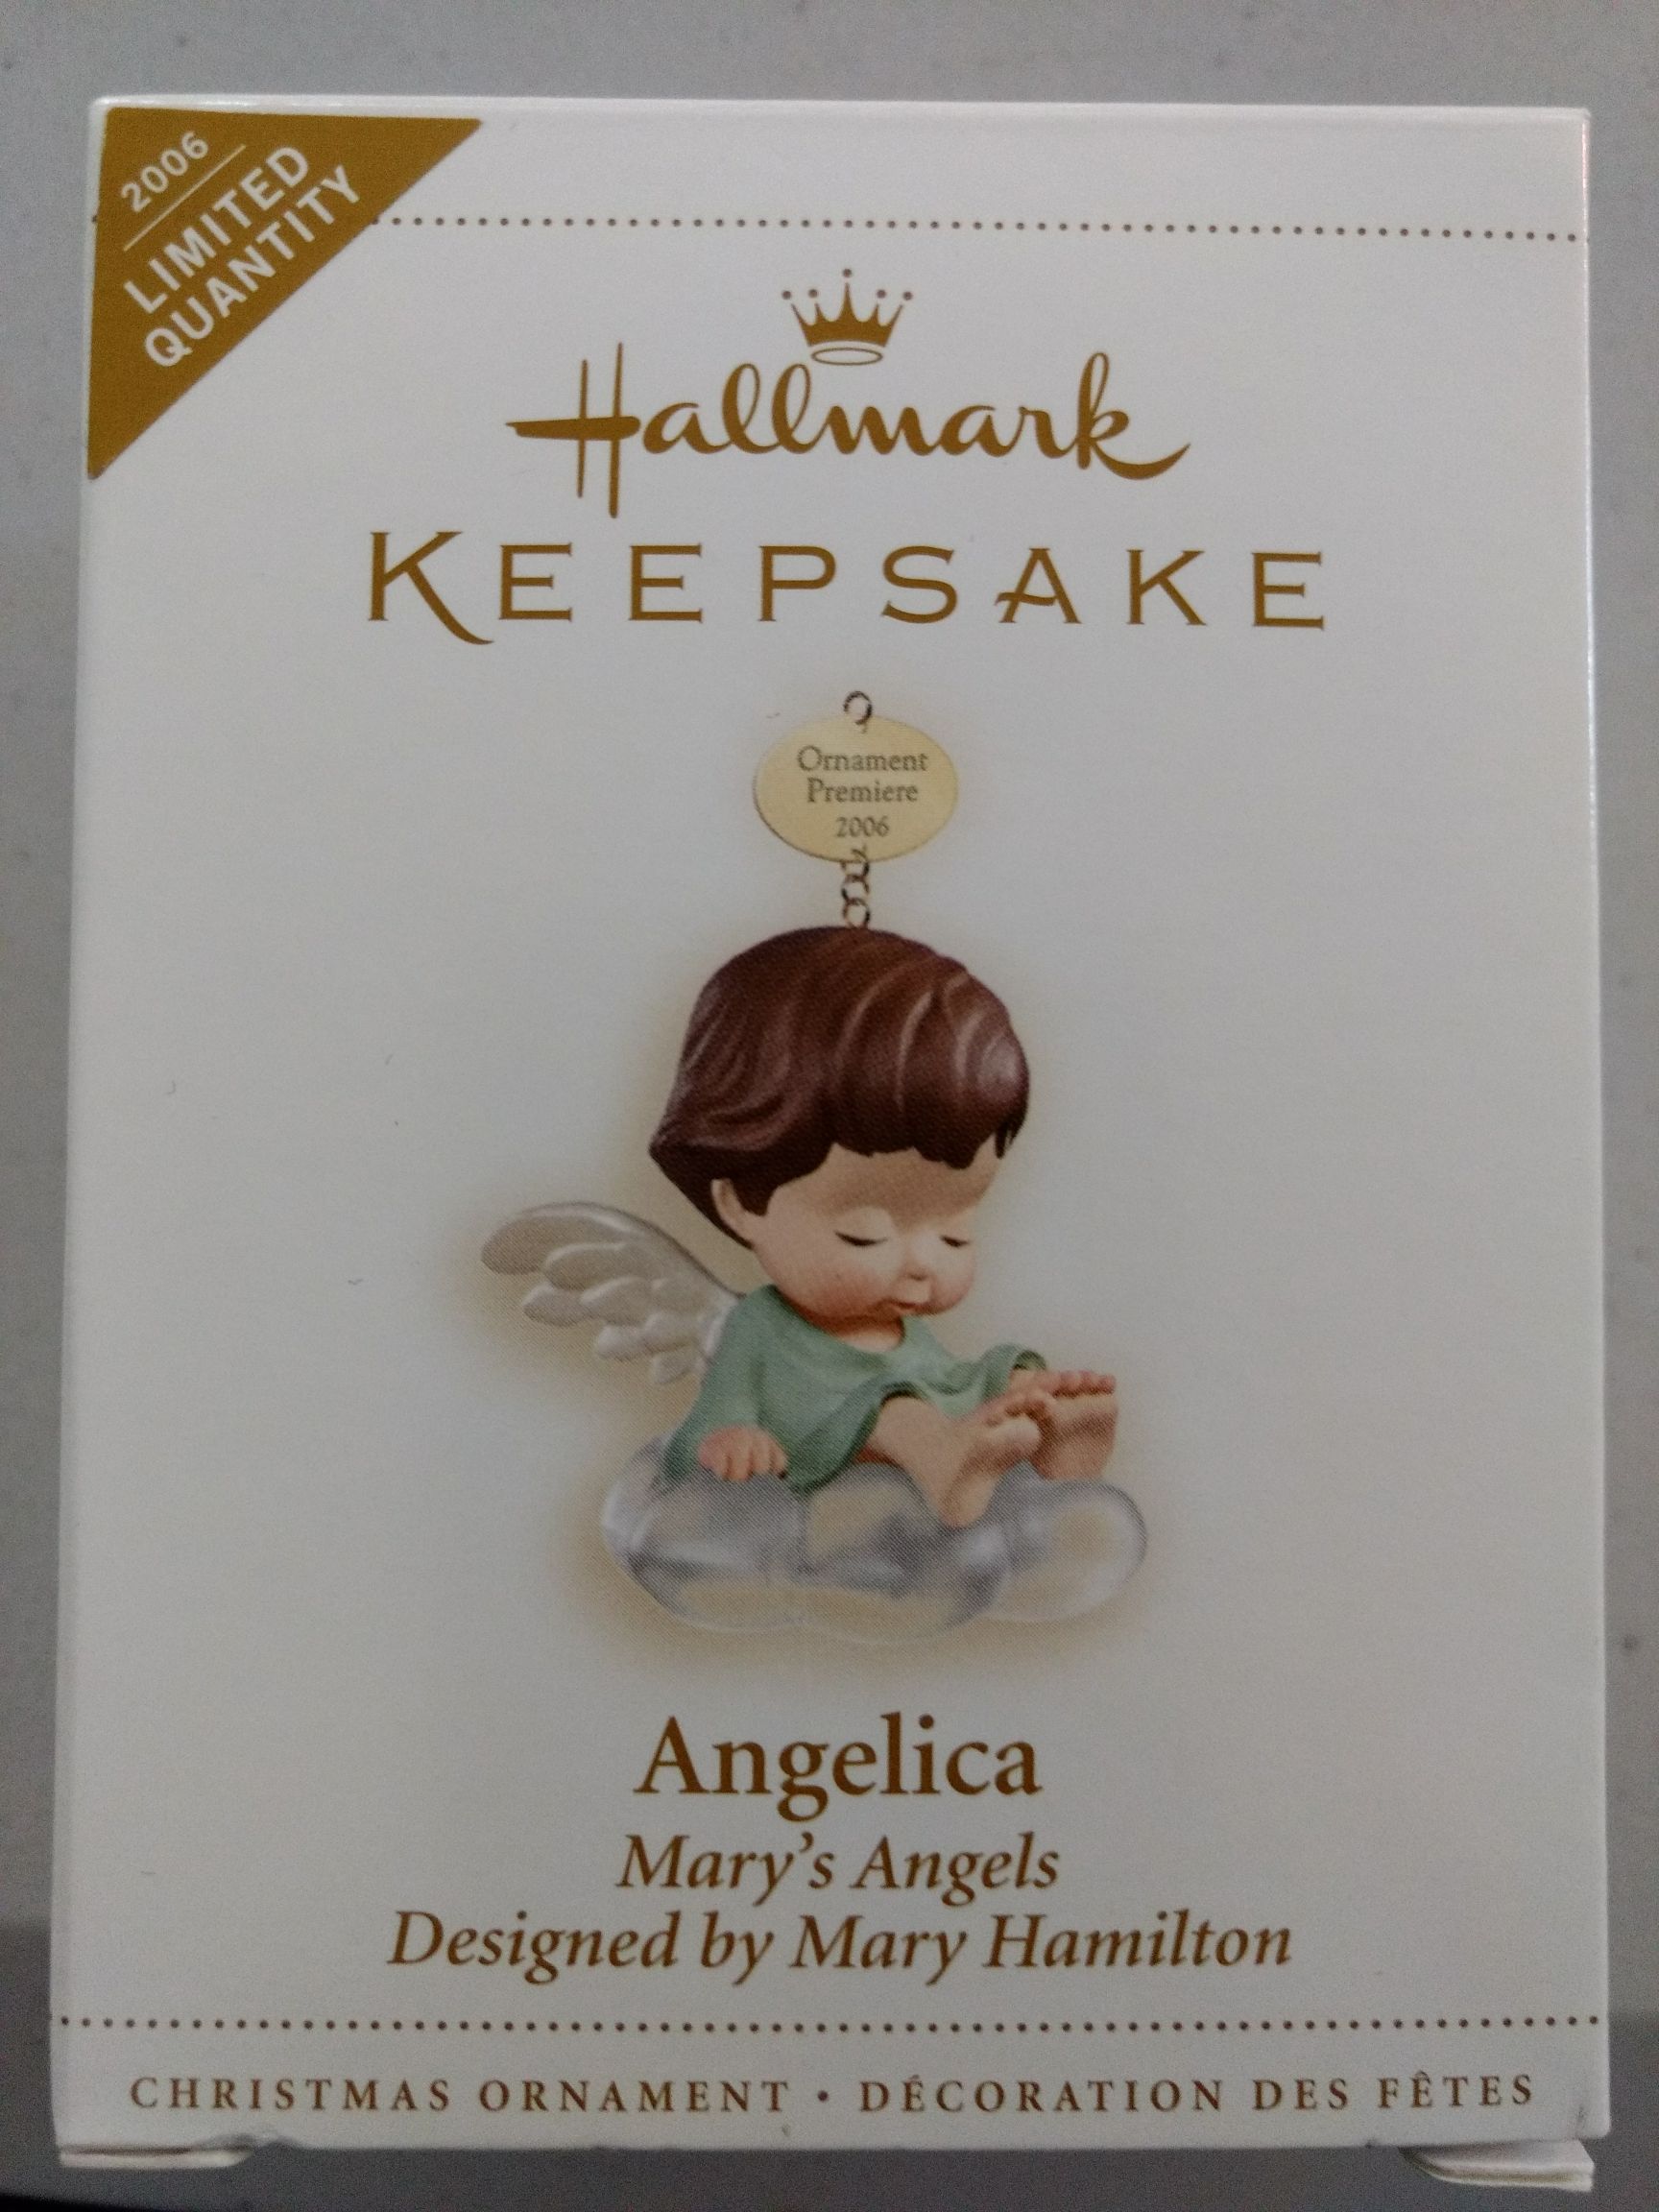 2006
LIMITED
QUANTITY
Hallmark
KEEPSAKE
Ornament
Premiere
2006
Angelica
Mary's Angels
Designed by Mary Hamilton
CHRISTMAS ORNAMENT • DÉCORATION DES FÊTES